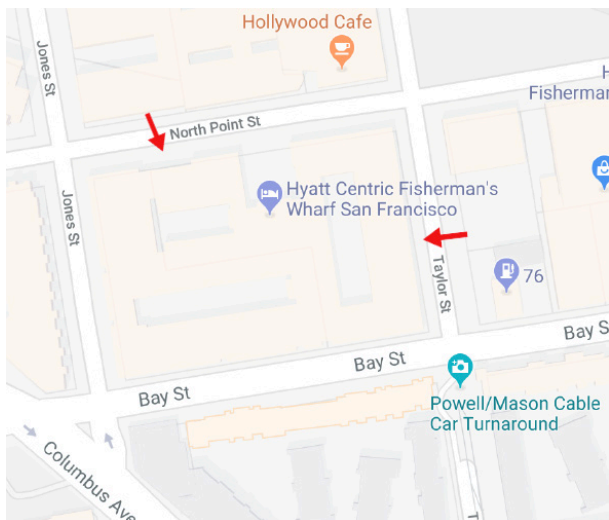 Hollywood Cafe
Jones St
North Point St
H
Fisherman
Jones St
Hyatt Centric Fisherman's
Wharf San Francisco
Taylor St
76
Bay S
Bay St
Bay St
Powell/Mason Cable
Car Turnaround
Columbus Ave
T